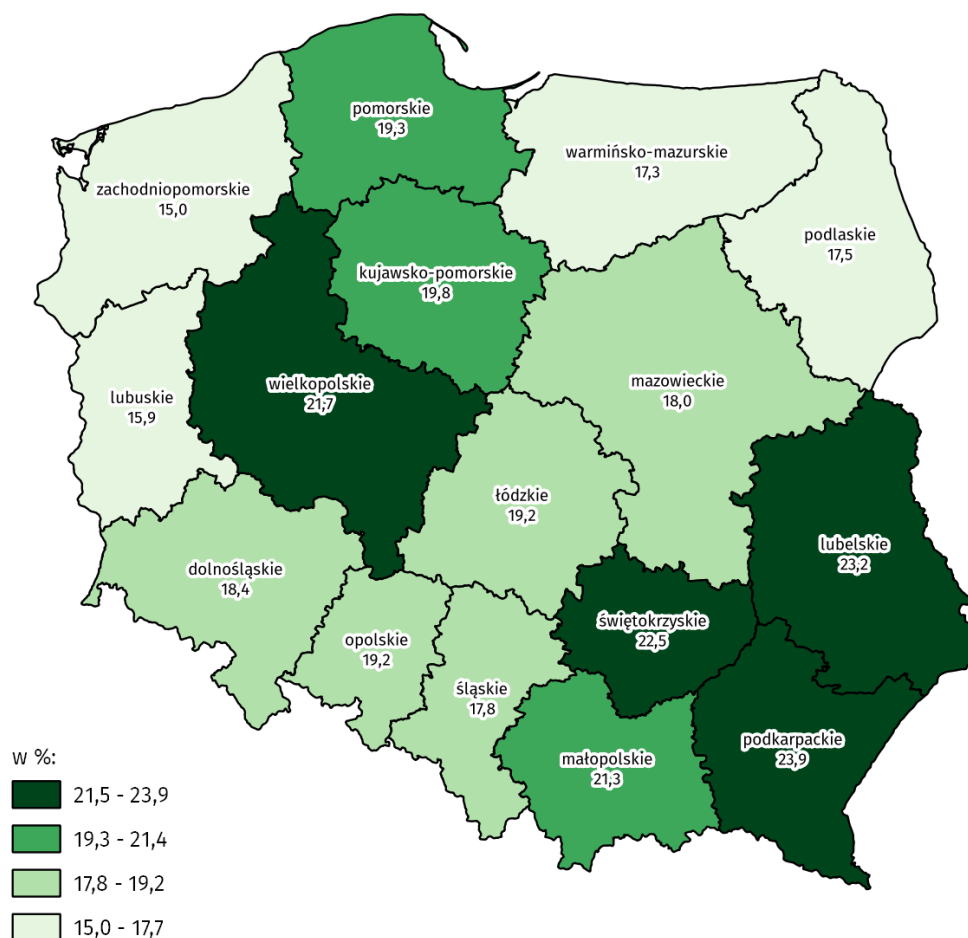 pomorskie
19,3
warmińsko-mazurskie
17,3
zachodniopomorskie
15,0
podlaskie
17,5
kujawsko-pomorskie
19,8
wielkopolskie
21,7
mazowieckie
18,0
lubuskie
15,9
łódzkie
19,2
lubelskie
23,2
dolnośląskie
18,4
świętokrzyskie
22,5
opolskie
19,2
śląskie
17,8
podkarpackie
23,9
małopolskie
21,3
w %:
21,5 - 23,9
19,3 - 21,4
17,8 - 19,2
15,0 - 17,7